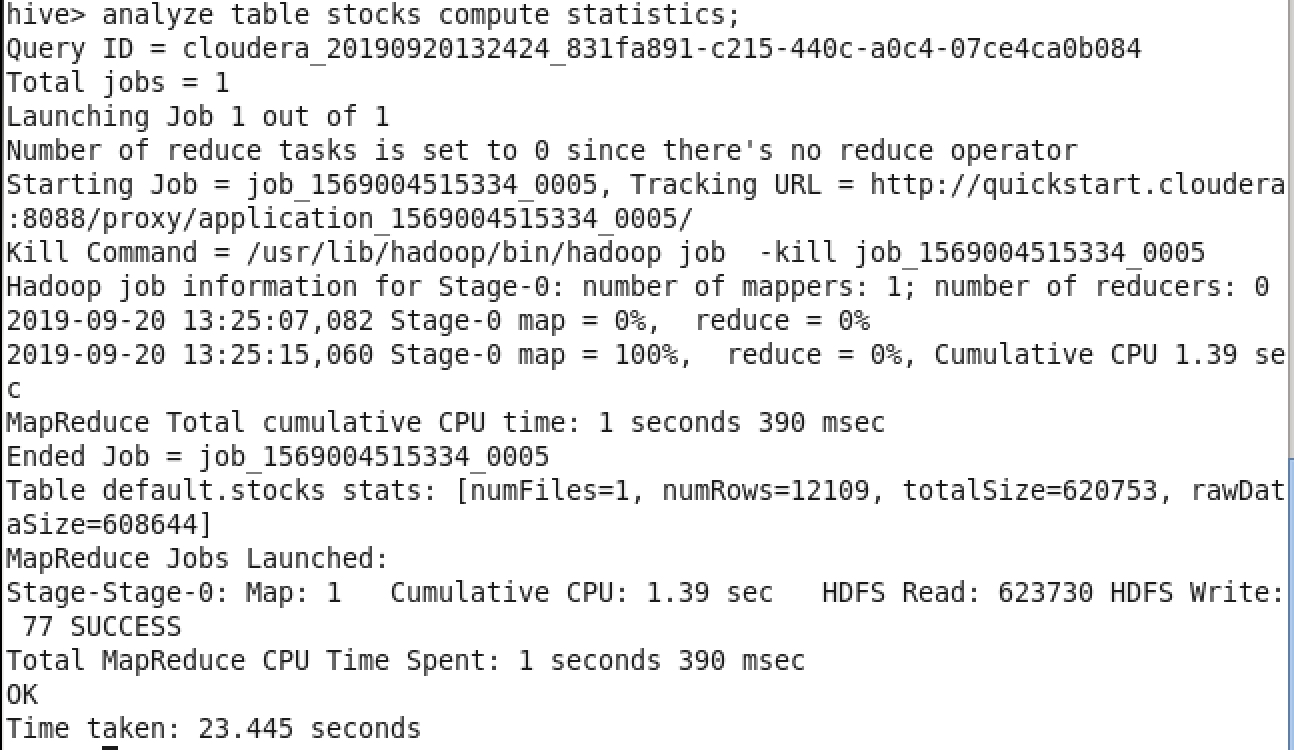 hive> analyze table stocks compute statistics;
Query ID = cloudera_20190920132424_831fa891-c215-440c-a0c4-07ce4ca0b084
Total jobs = 1
Launching Job 1 out of 1
Number of reduce tasks is set to 0 since there's no reduce operator
Starting Job = job_1569004515334_0005, Tracking URL = http://quickstart.cloudera
:8088/proxy/application_1569004515334_0005/
Kill Command = /usr/lib/hadoop/bin/hadoop job  -kill job_1569004515334_0005
Hadoop job information for Stage-0: number of mappers: 1; number of reducers: 0
2019-09-20 13:25:07,082 Stage-0 map = 0%,  reduce = 0%
2019-09-20 13:25:15,060 Stage-0 map = 100%,  reduce = 0%, Cumulative CPU 1.39 se
c
MapReduce Total cumulative CPU time: 1 seconds 390 msec
Ended Job = job_1569004515334_0005
Table default.stocks stats: [numFiles=1, numRows=12109, totalSize=620753, rawDat
aSize=608644]
MapReduce Jobs Launched:
Stage-Stage-0: Map: 1   Cumulative CPU: 1.39 sec   HDFS Read: 623730 HDFS Write:
 77 SUCCESS
Total MapReduce CPU Time Spent: 1 seconds 390 msec
OK
Time taken: 23.445 seconds